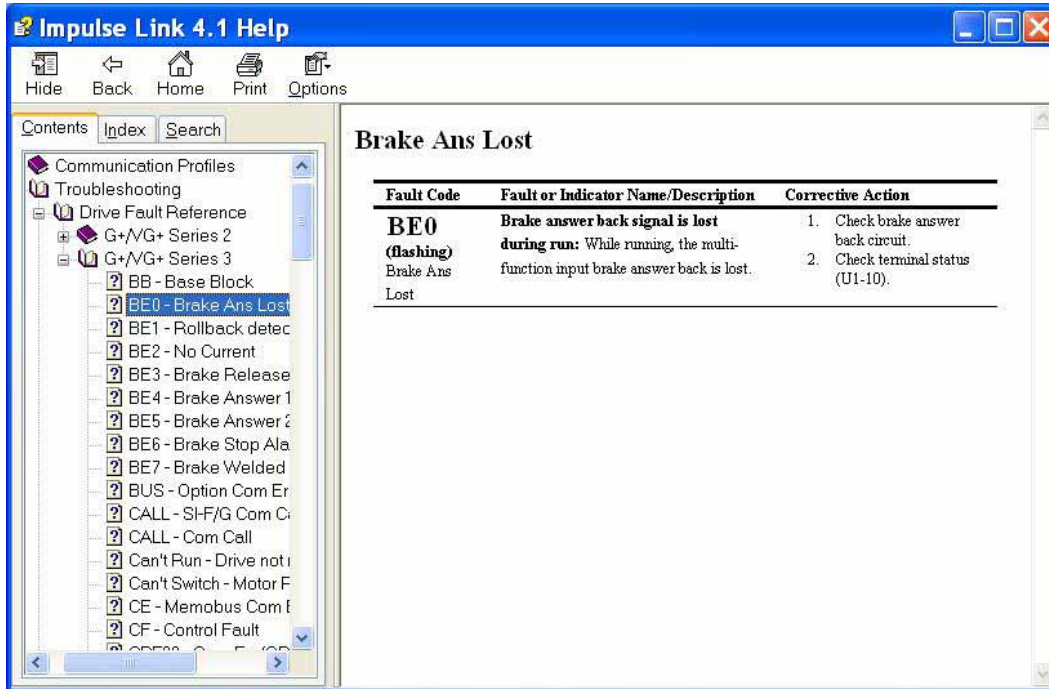 Impulse Link 4.1 Help
Hide Back Home Print Options
Contents Index Search
Communication Profiles
Troubleshooting
Drive Fault Reference
G+/VG+ Series 2
G+/VG+ Series 3
BB - Base Block
BE0 - Brake Ans Lost
BE1 - Rollback detec
BE2 - No Current
BE3 - Brake Release
BE4 - Brake Answer 1
BE5 - Brake Answer 2
BE6 - Brake Stop Ala
BE7 - Brake Welded
BUS - Option Com Er
CALL - SI-F/G Com Ca
CALL - Com Call
Can't Run - Drive not r
Can't Switch - Motor F
CE - Memobus Com E
CF - Control Fault
Brake Ans Lost
Fault Code Fault or Indicator Name/Description Corrective Action
BE0
(flashing)
Brake Ans
Lost
Brake answer back signal is lost
during run: While running, the multi-
function input brake answer back is lost.
1. Check brake answer
back circuit.
2. Check terminal status
(U1-10).